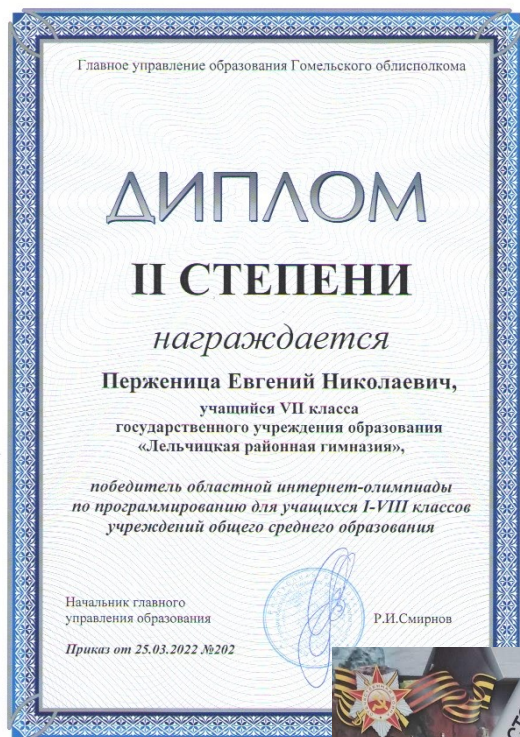 Главное управление образования Гомельского облисполкома
ДИПЛОМ
II СТЕПЕНИ
награждается
Перженица Евгений Николаевич,
учащийся VII класса
государственного учреждения образования
«Лельчицкая районная гимназия»,
победитель областной интернет-олимпиады
по программированию для учащихся I-VIII классов
учреждений общего среднего образования
Начальник главного
управления образования
Р.И.Смирнов
Приказ от 25.03.2022 №202